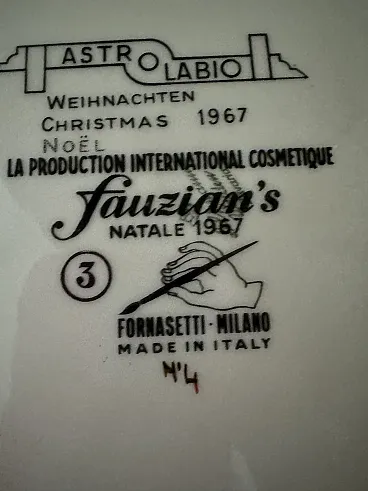 ASTROLABIO
WEIHNACHTEN
CHRISTMAS 1967
NOËL
LA PRODUCTION INTERNATIONAL COSMETIQUE
Fauzian's
NATALE 1967
3
FORNASETTI · MILANO
MADE IN ITALY
N'4